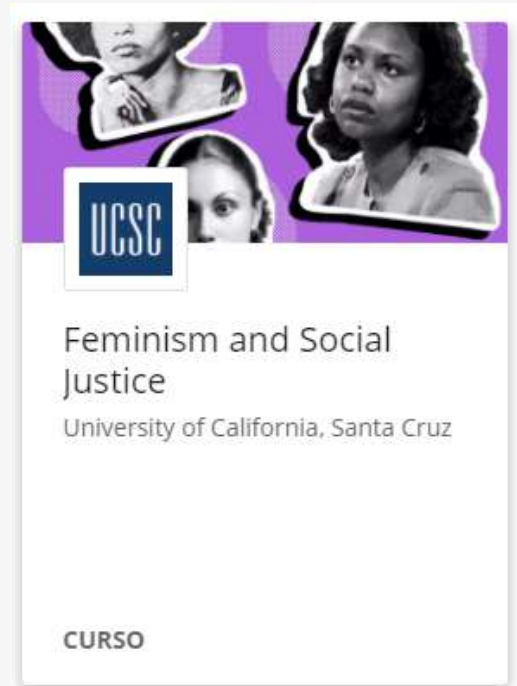 UCSC
Feminism and Social
Justice
University of California, Santa Cruz
CURSO